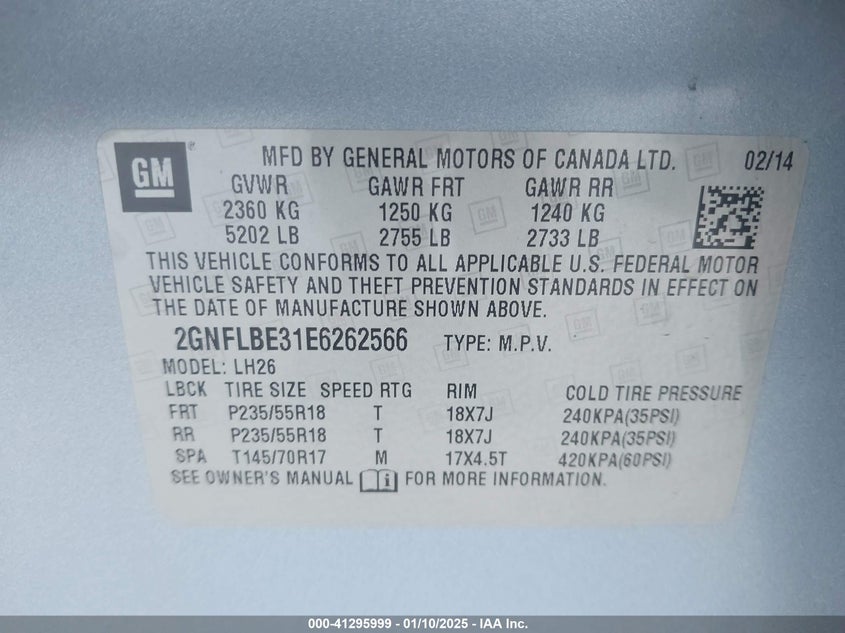 GM ® MFD BY GENERAL MOTORS OF CANADA LTD. 02/14
GVWR GAWR FRT GAWR RR
2360 KG 1250 KG 1240 KG
5202 LB 2755 LB 2733 LB
THIS VEHICLE CONFORMS TO ALL APPLICABLE U.S. FEDERAL MOTOR
VEHICLE SAFETY AND THEFT PREVENTION STANDARDS IN EFFECT ON
THE DATE OF MANUFACTURE SHOWN ABOVE.
2GNFLBE31E6262566 TYPE: M.P.V.
MODEL: LH26
LBCK TIRE SIZE SPEED RTG RIM COLD TIRE PRESSURE
FRT P235/55R18 T 18X7J 240KPA(35PSI)
RR P235/55R18 T 18X7J 240KPA(35PSI)
SPA T145/70R17 M 17X4.5T 420KPA(60PSI)
SEE OWNER'S MANUAL i FOR MORE INFORMATION.
000-41295999 — 01/10/2025 — IAA Inc.